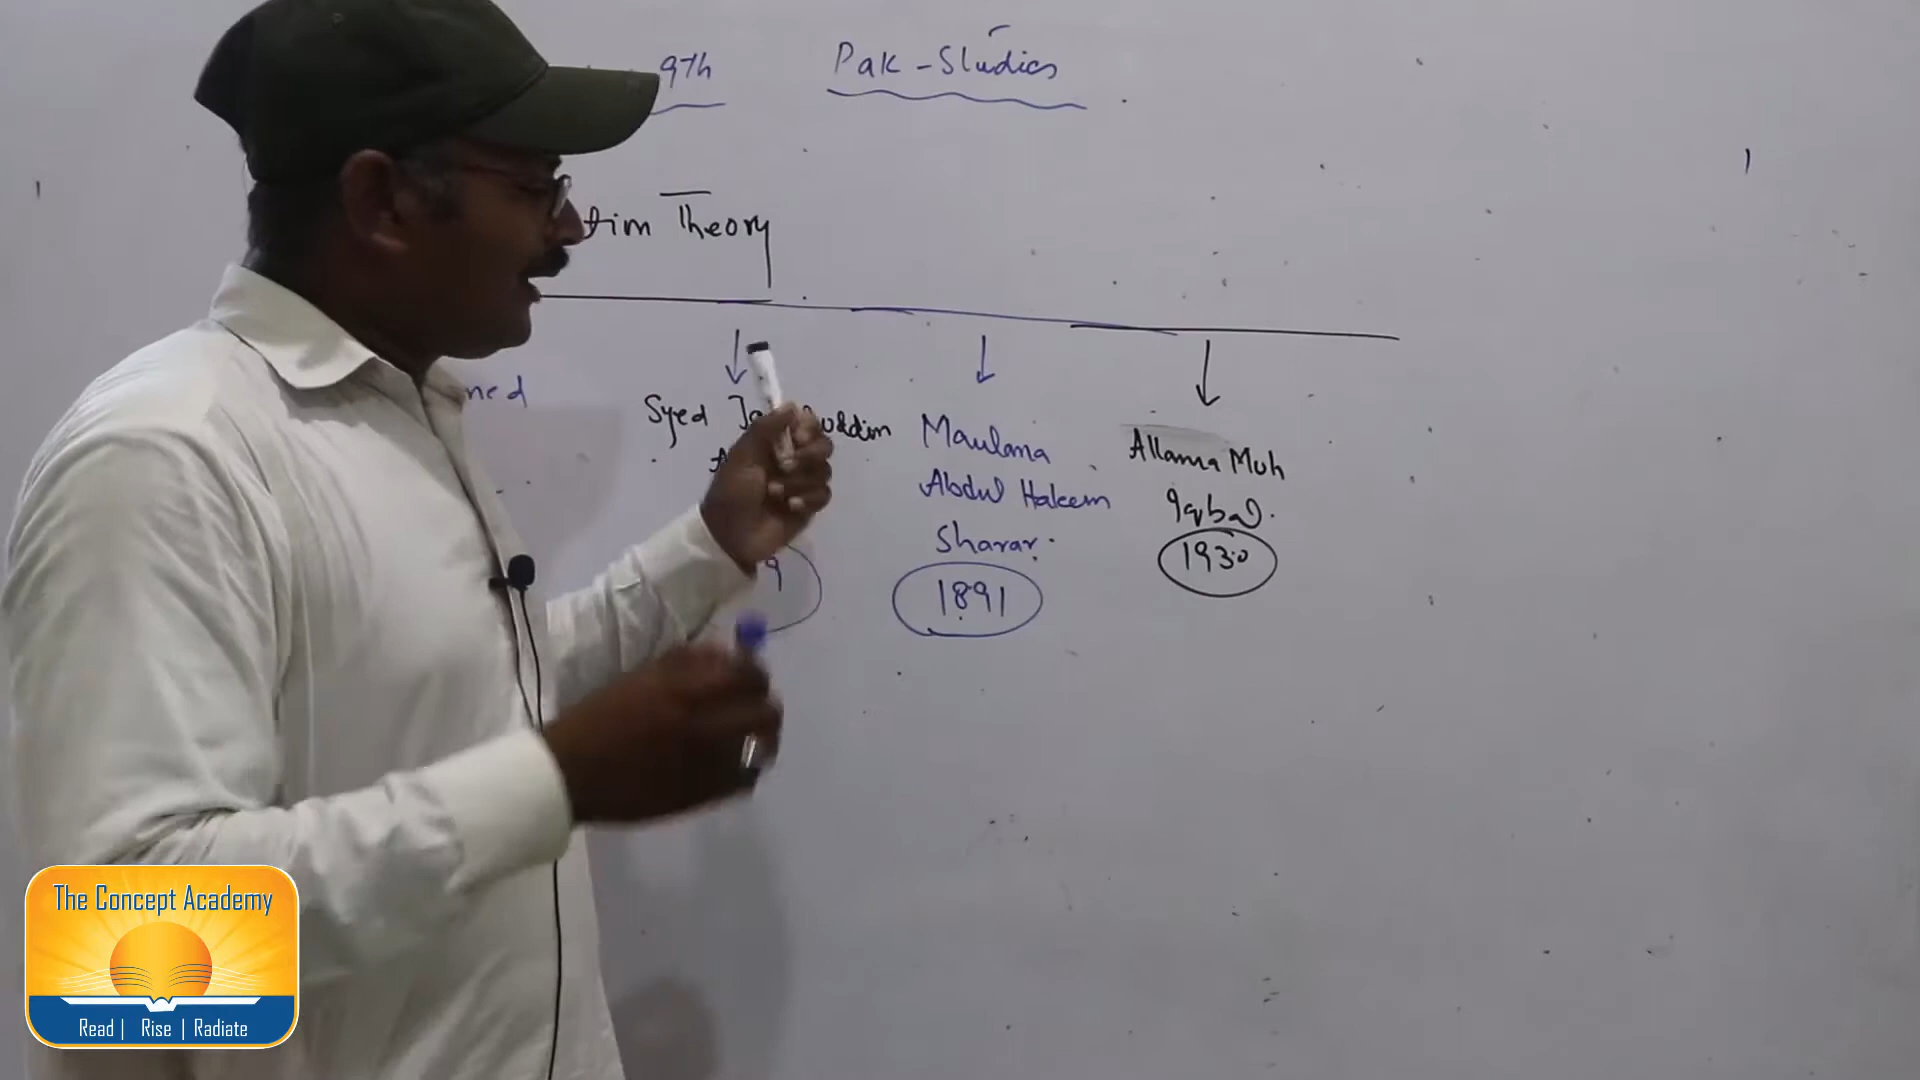 9th Pak-Studies
Theory
Syed
Maulana
Abdul Hakeem
Sharar.
1891
Allama Muh
Iqbal.
1930
The Concept Academy
Read | Rise | Radiate